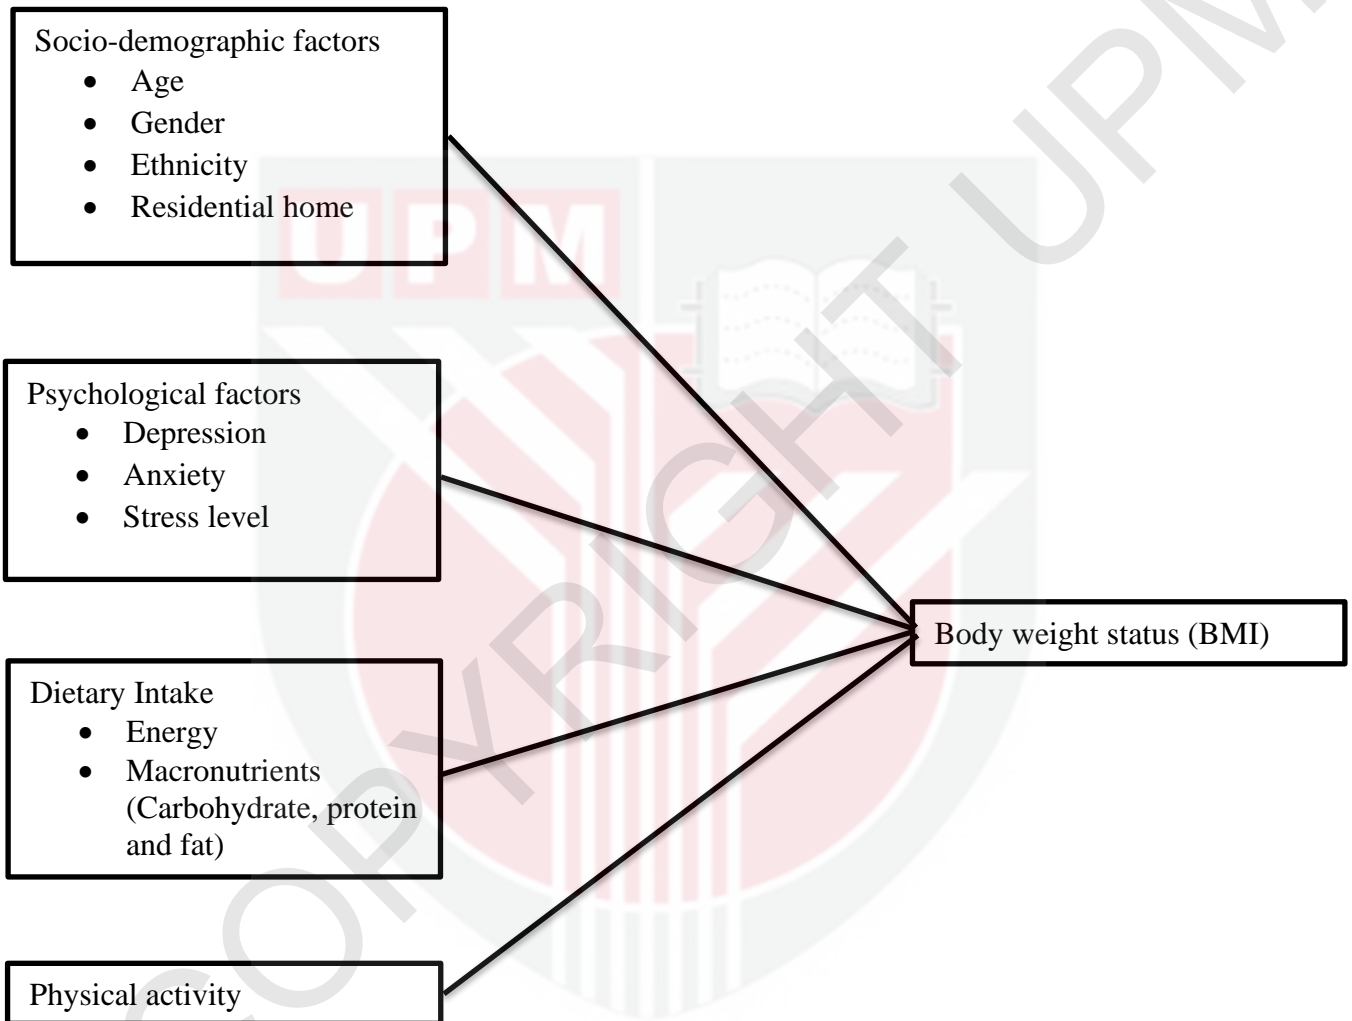 Socio-demographic factors
• Age
• Gender
• Ethnicity
• Residential home
Psychological factors
• Depression
• Anxiety
• Stress level
Dietary Intake
• Energy
• Macronutrients
(Carbohydrate, protein
and fat)
Physical activity
Body weight status (BMI)
UPM
COPYRIGHT UPM